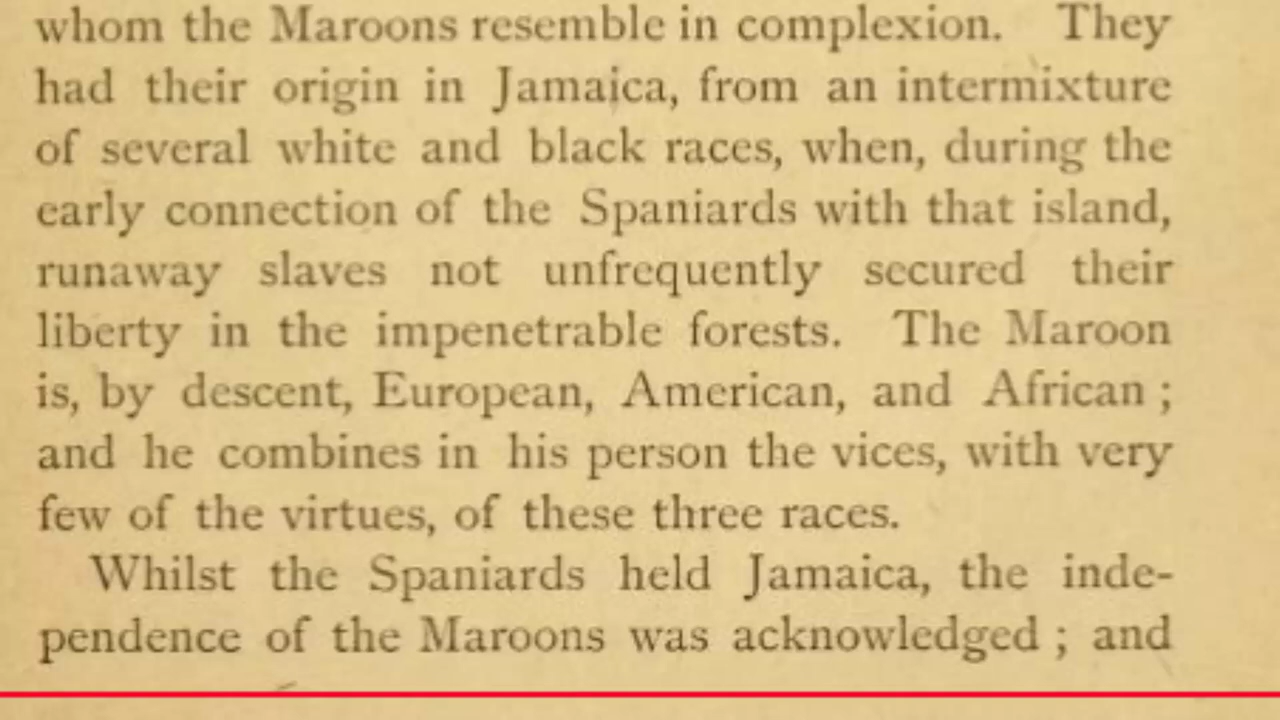 whom the Maroons resemble in complexion. They
had their origin in Jamaica, from an intermixture
of several white and black races, when, during the
early connection of the Spaniards with that island,
runaway slaves not unfrequently secured their
liberty in the impenetrable forests. The Maroon
is, by descent, European, American, and African ;
and he combines in his person the vices, with very
few of the virtues, of these three races.
Whilst the Spaniards held Jamaica, the inde-
pendence of the Maroons was acknowledged ; and